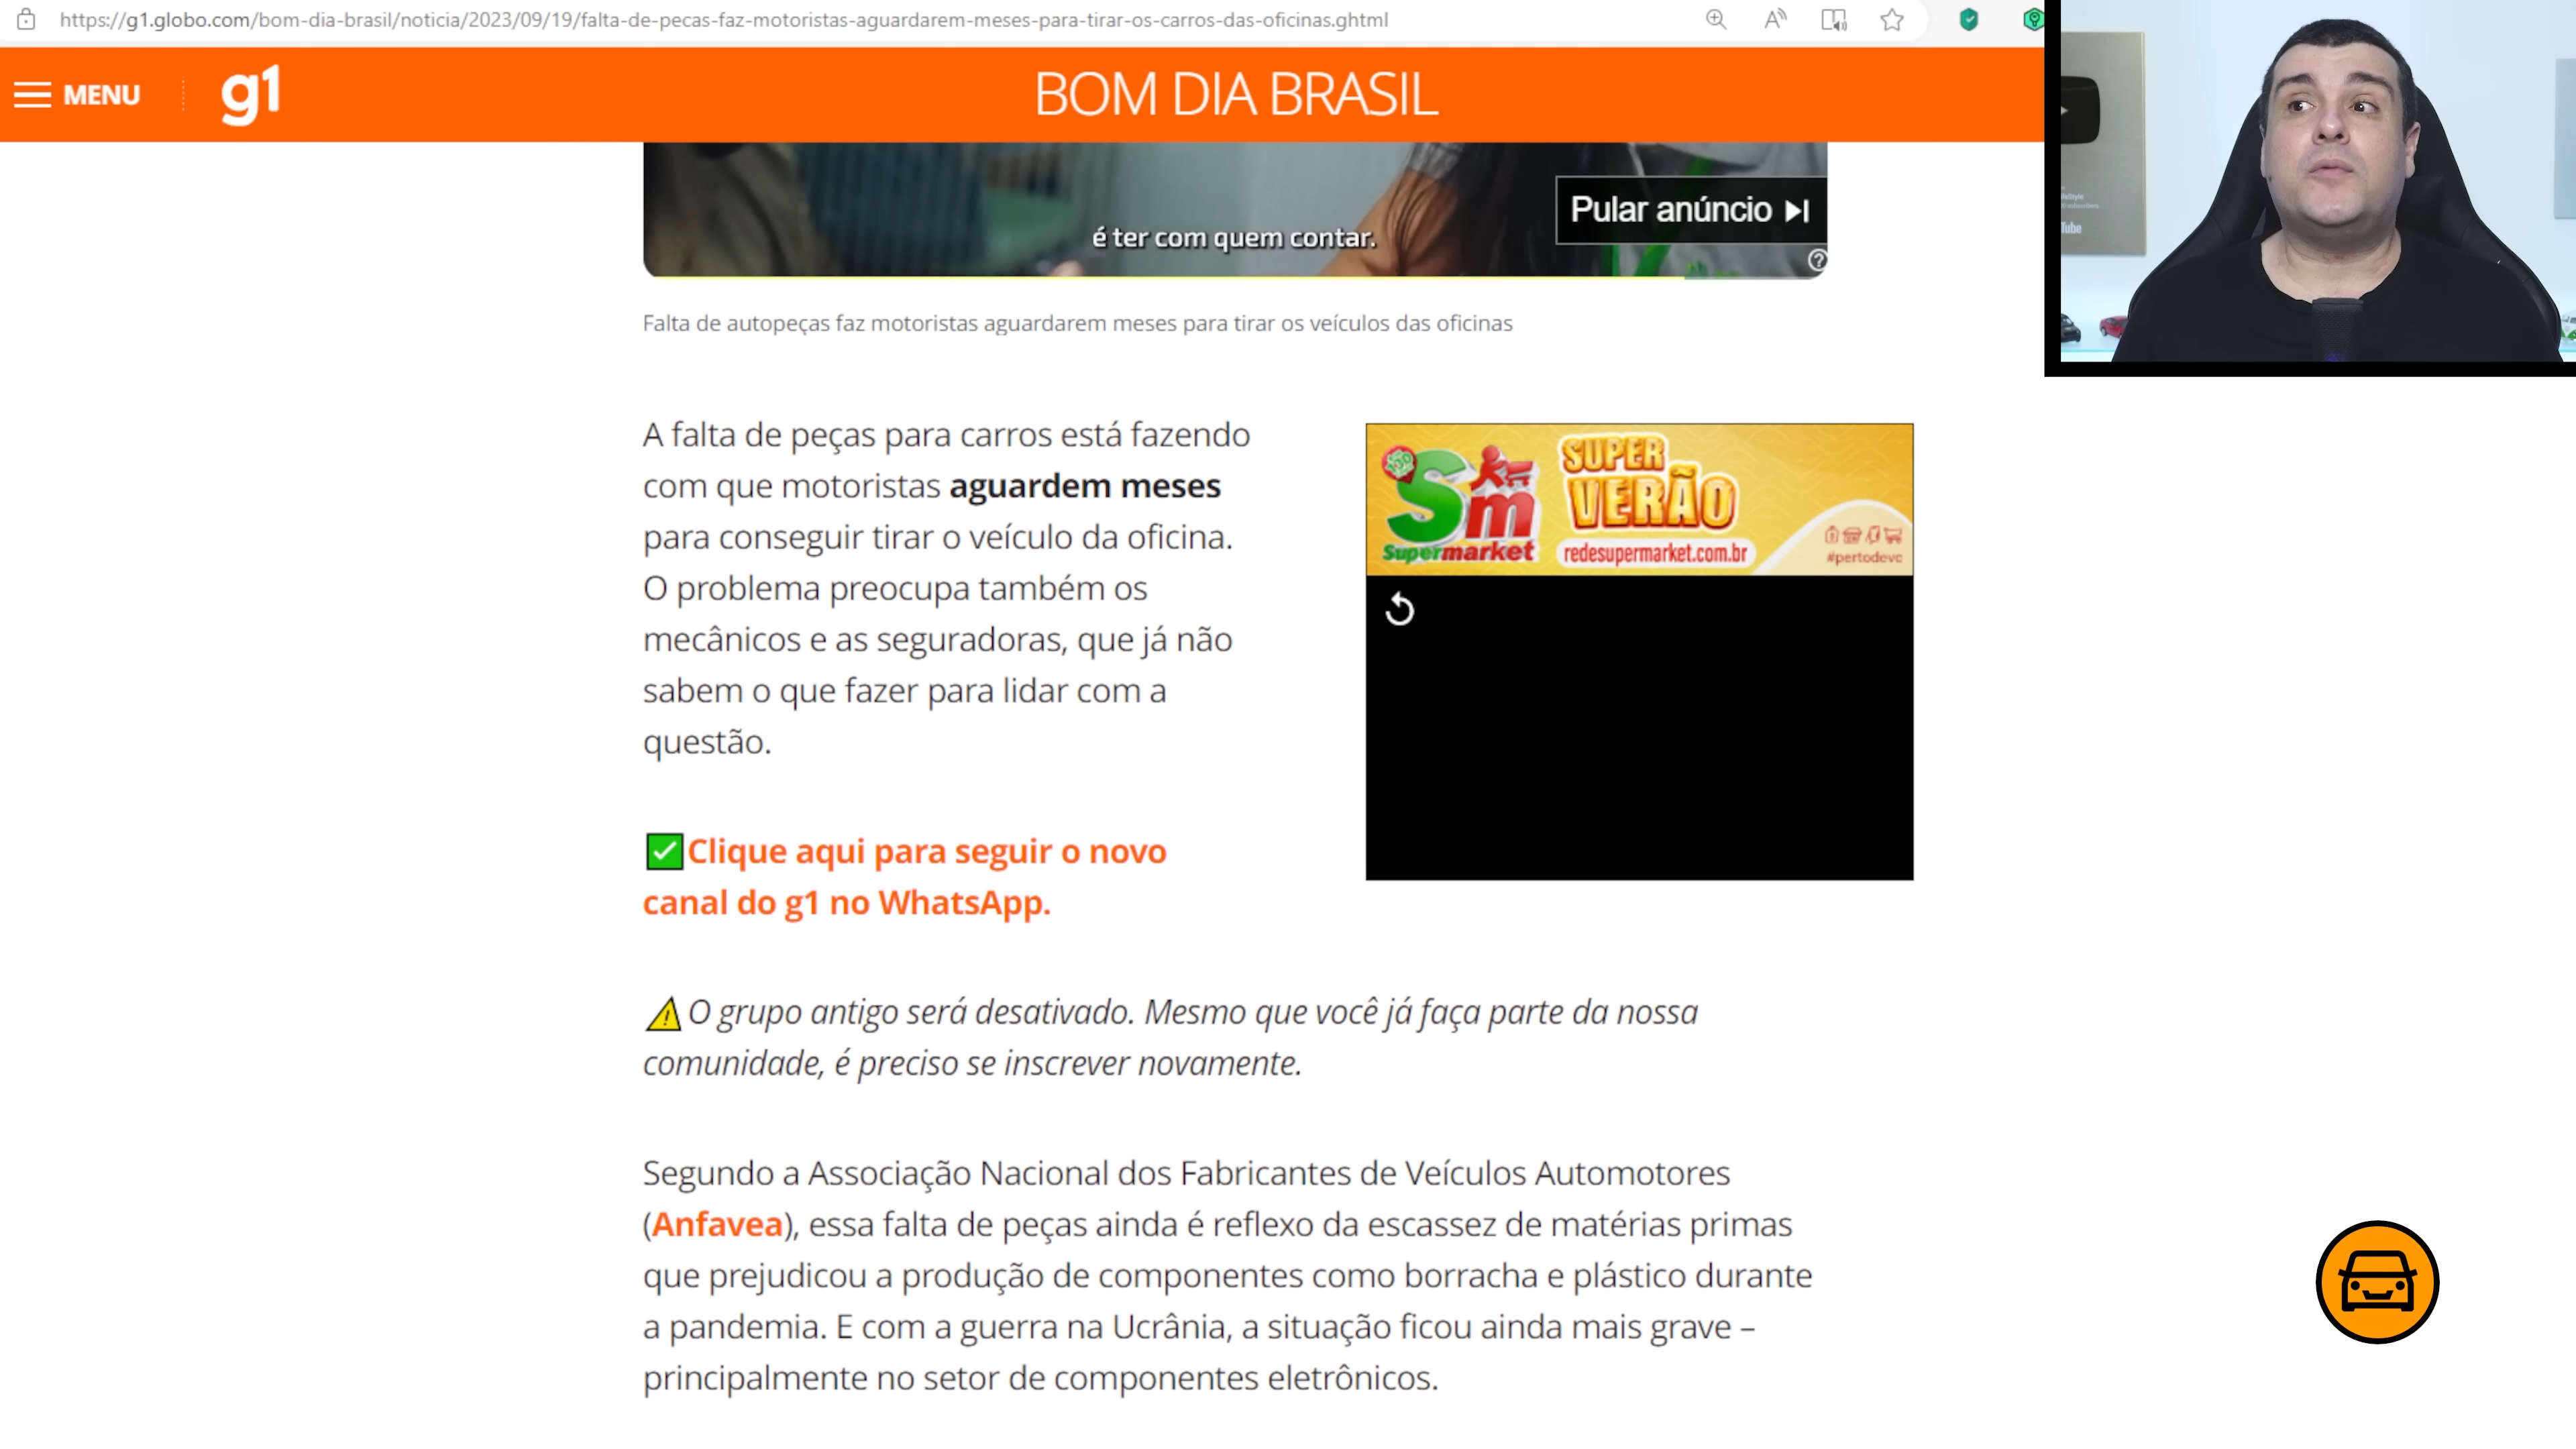 https://g1.globo.com/bom-dia-brasil/noticia/2023/09/19/falta-de-pecas-faz-motoristas-aguardarem-meses-para-tirar-os-carros-das-oficinas.ghtml
MENU
g1
BOM DIA BRASIL
Pular anúncio
é ter com quem contar.
Falta de autopeças faz motoristas aguardarem meses para tirar os veículos das oficinas
A falta de peças para carros está fazendo
com que motoristas aguardem meses
para conseguir tirar o veículo da oficina.
O problema preocupa também os
mecânicos e as seguradoras, que já não
sabem o que fazer para lidar com a
questão.
Sm
Supermarket
SUPER
VERÃO
redesupermarket.com.br
#pertodevc
✅Clique aqui para seguir o novo
canal do g1 no WhatsApp.
⚠️O grupo antigo será desativado. Mesmo que você já faça parte da nossa
comunidade, é preciso se inscrever novamente.
Segundo a Associação Nacional dos Fabricantes de Veículos Automotores
(Anfavea), essa falta de peças ainda é reflexo da escassez de matérias primas
que prejudicou a produção de componentes como borracha e plástico durante
a pandemia. E com a guerra na Ucrânia, a situação ficou ainda mais grave –
principalmente no setor de componentes eletrônicos.